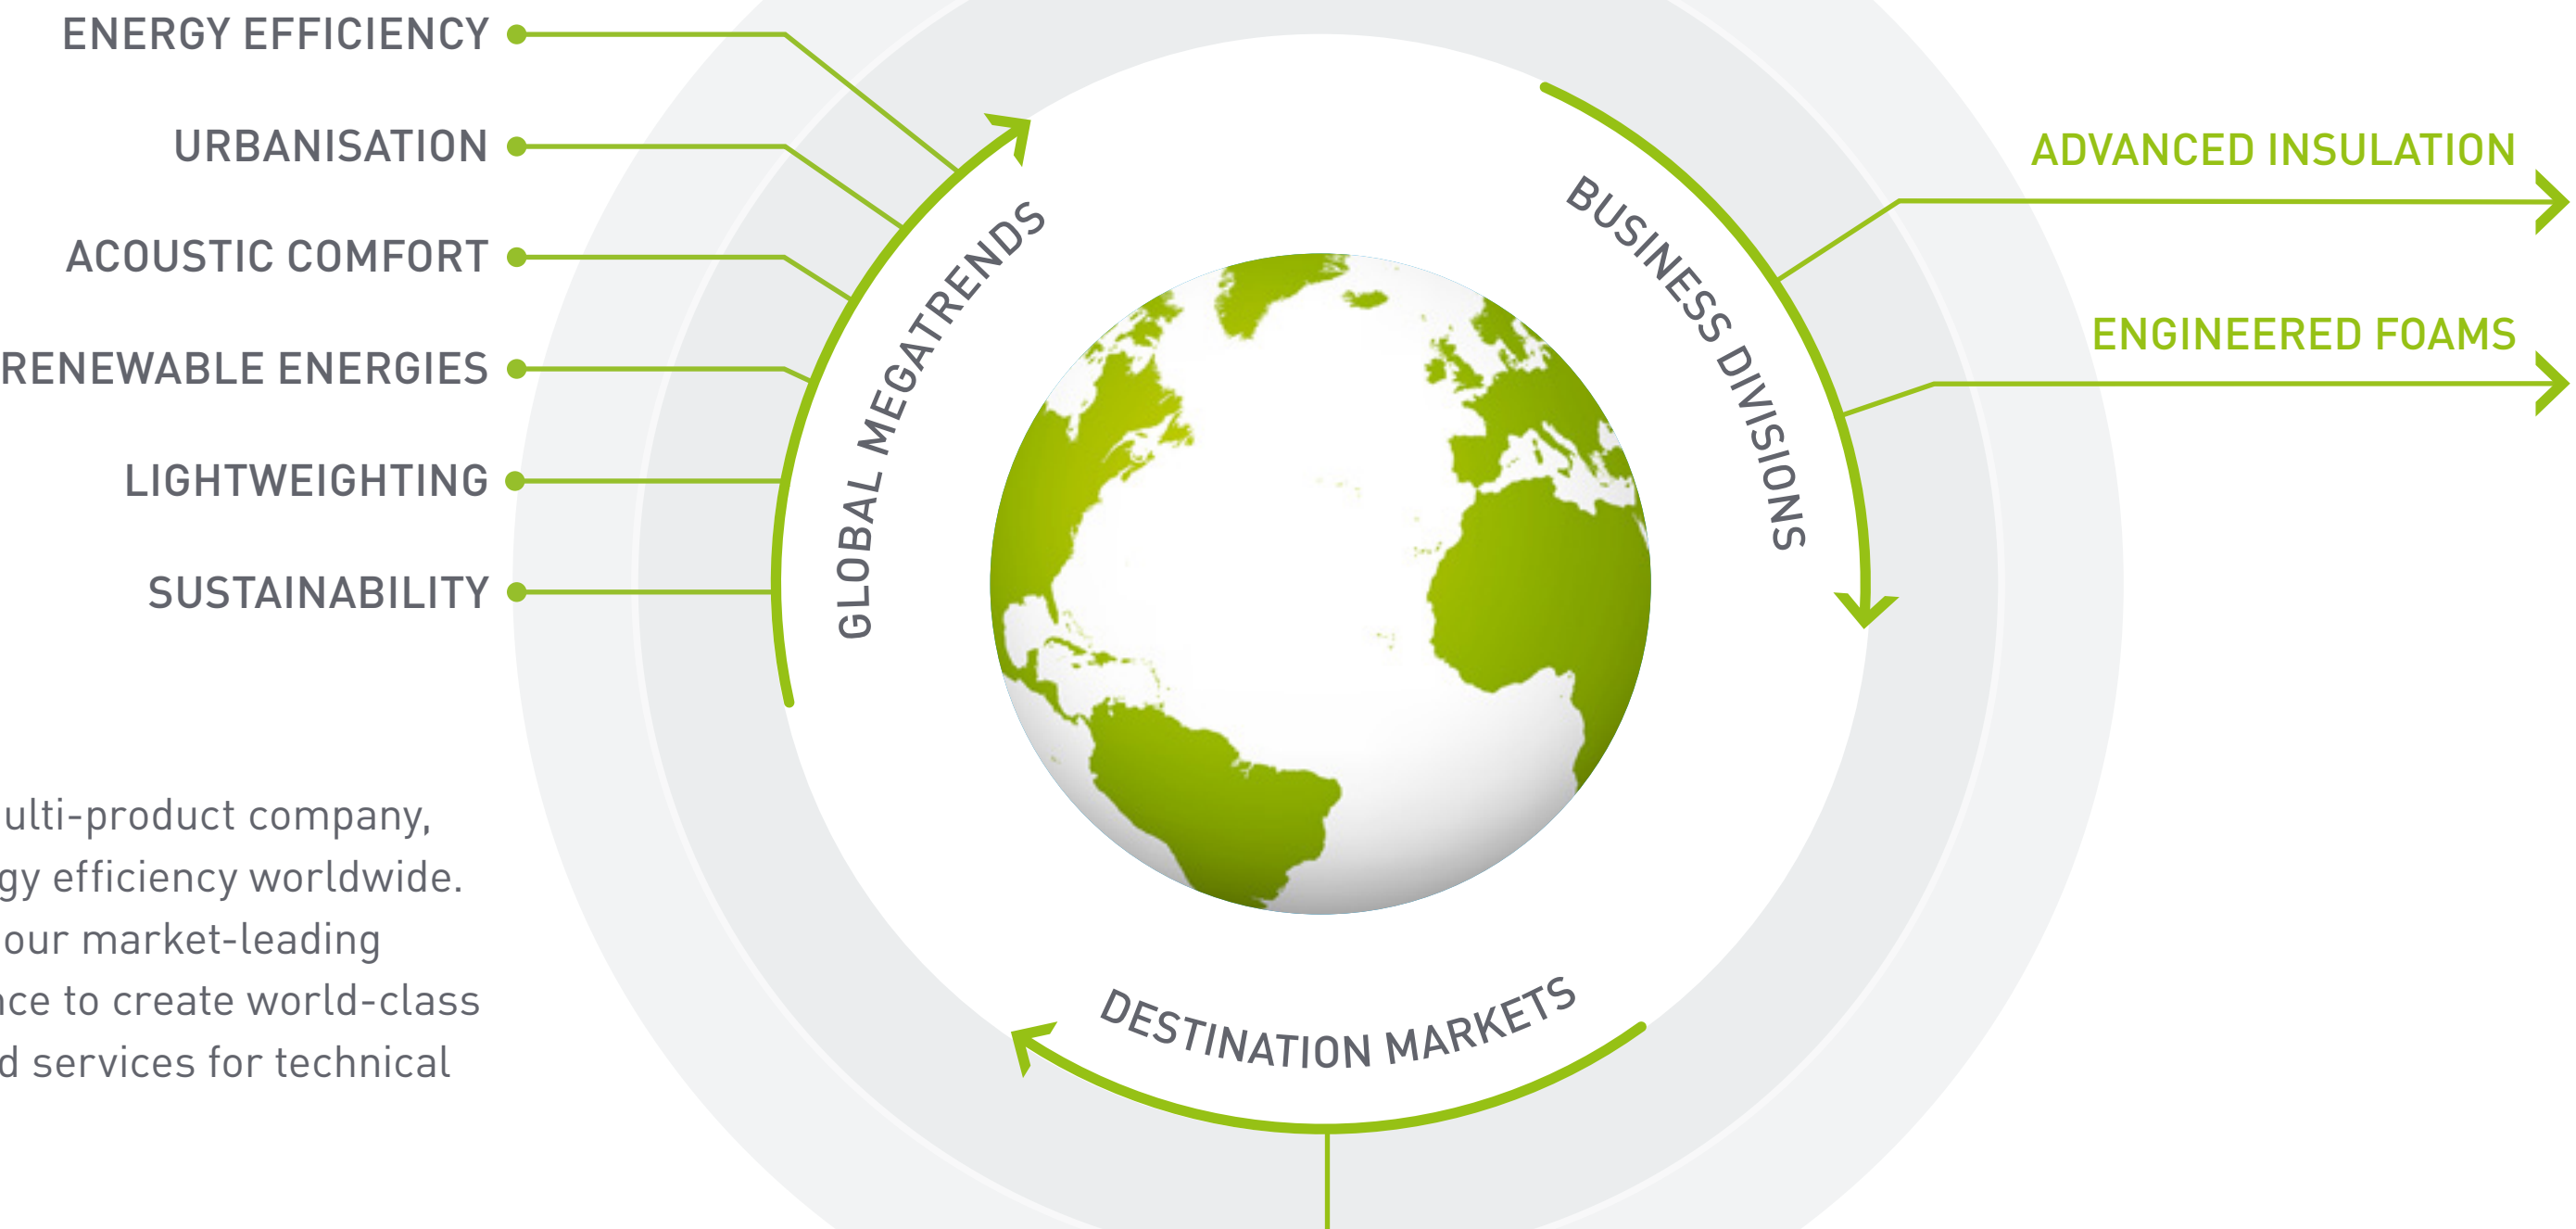 ENERGY EFFICIENCY
URBANISATION
ACOUSTIC COMFORT
RENEWABLE ENERGIES
LIGHTWEIGHTING
SUSTAINABILITY
GLOBAL MEGATRENDS
BUSINESS DIVISIONS
ADVANCED INSULATION
ENGINEERED FOAMS
DESTINATION MARKETS
ulti-product company,
gy efficiency worldwide.
our market-leading
nce to create world-class
d services for technical